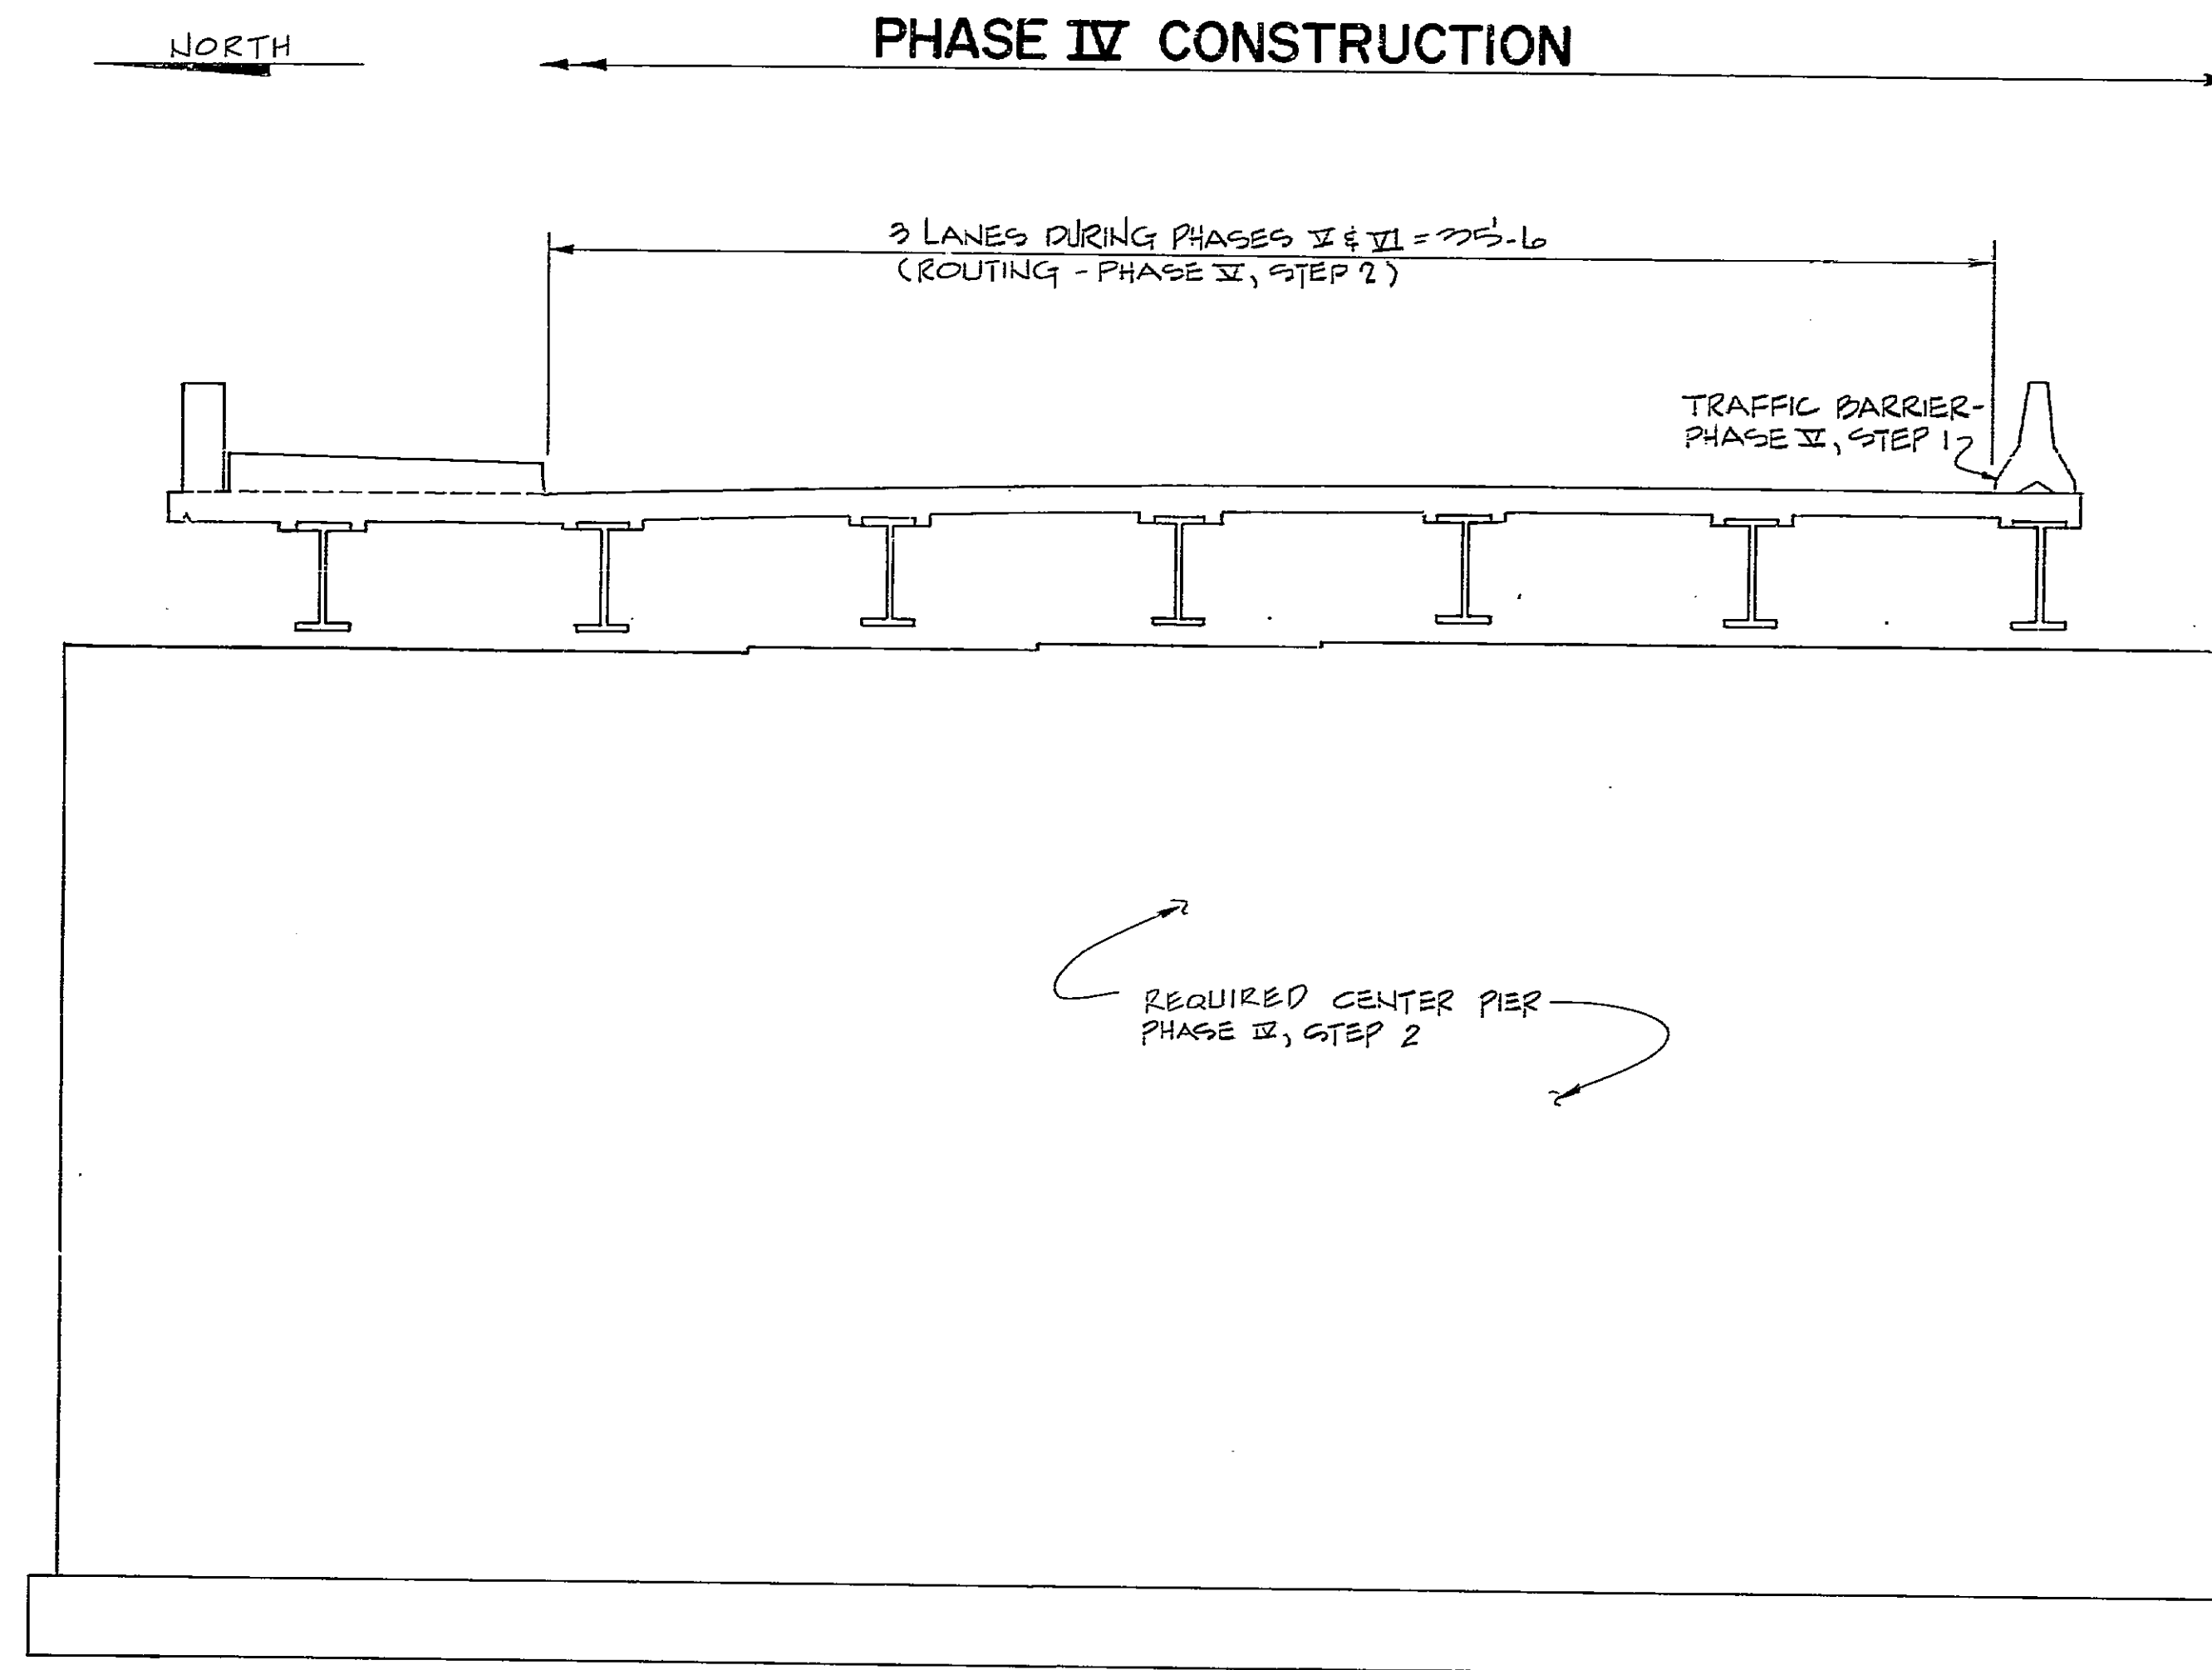 PHASE IV CONSTRUCTION
NORTH
3 LANES DURING PHASES V & VI = 35'-6
(ROUTING - PHASE V, STEP 2)
TRAFFIC BARRIER-
PHASE V, STEP 1
REQUIRED CENTER PIER
PHASE IV, STEP 2